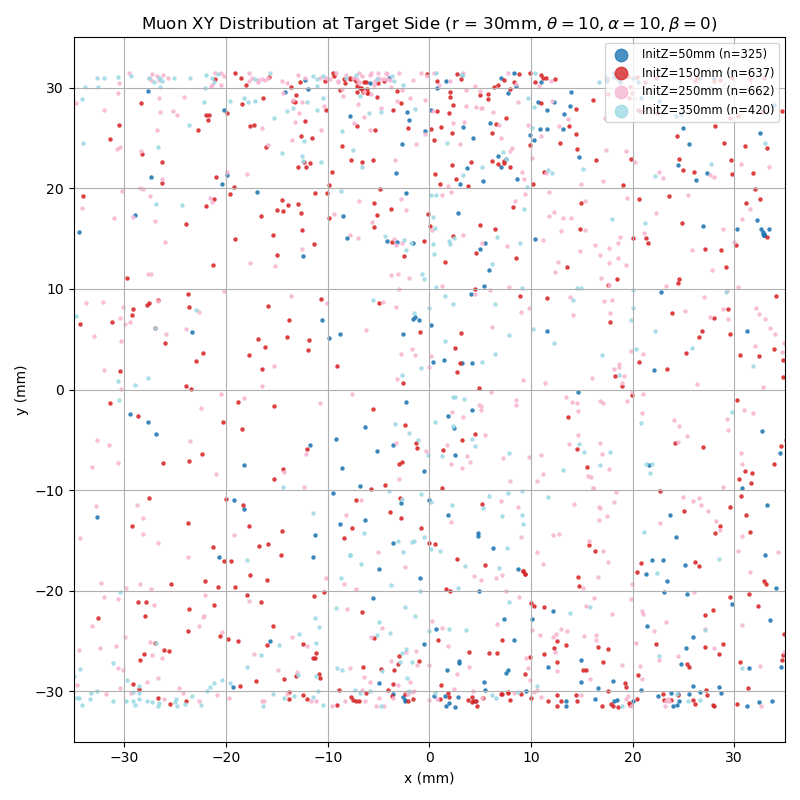 Muon XY Distribution at Target Side (r = 30mm, θ = 10, α = 10, β = 0)
InitZ=50mm (n=325)
InitZ=150mm (n=637)
InitZ=250mm (n=662)
InitZ=350mm (n=420)
y (mm)
30
20
10
0
−10
−20
−30
−30 −20 −10 0 10 20 30
x (mm)